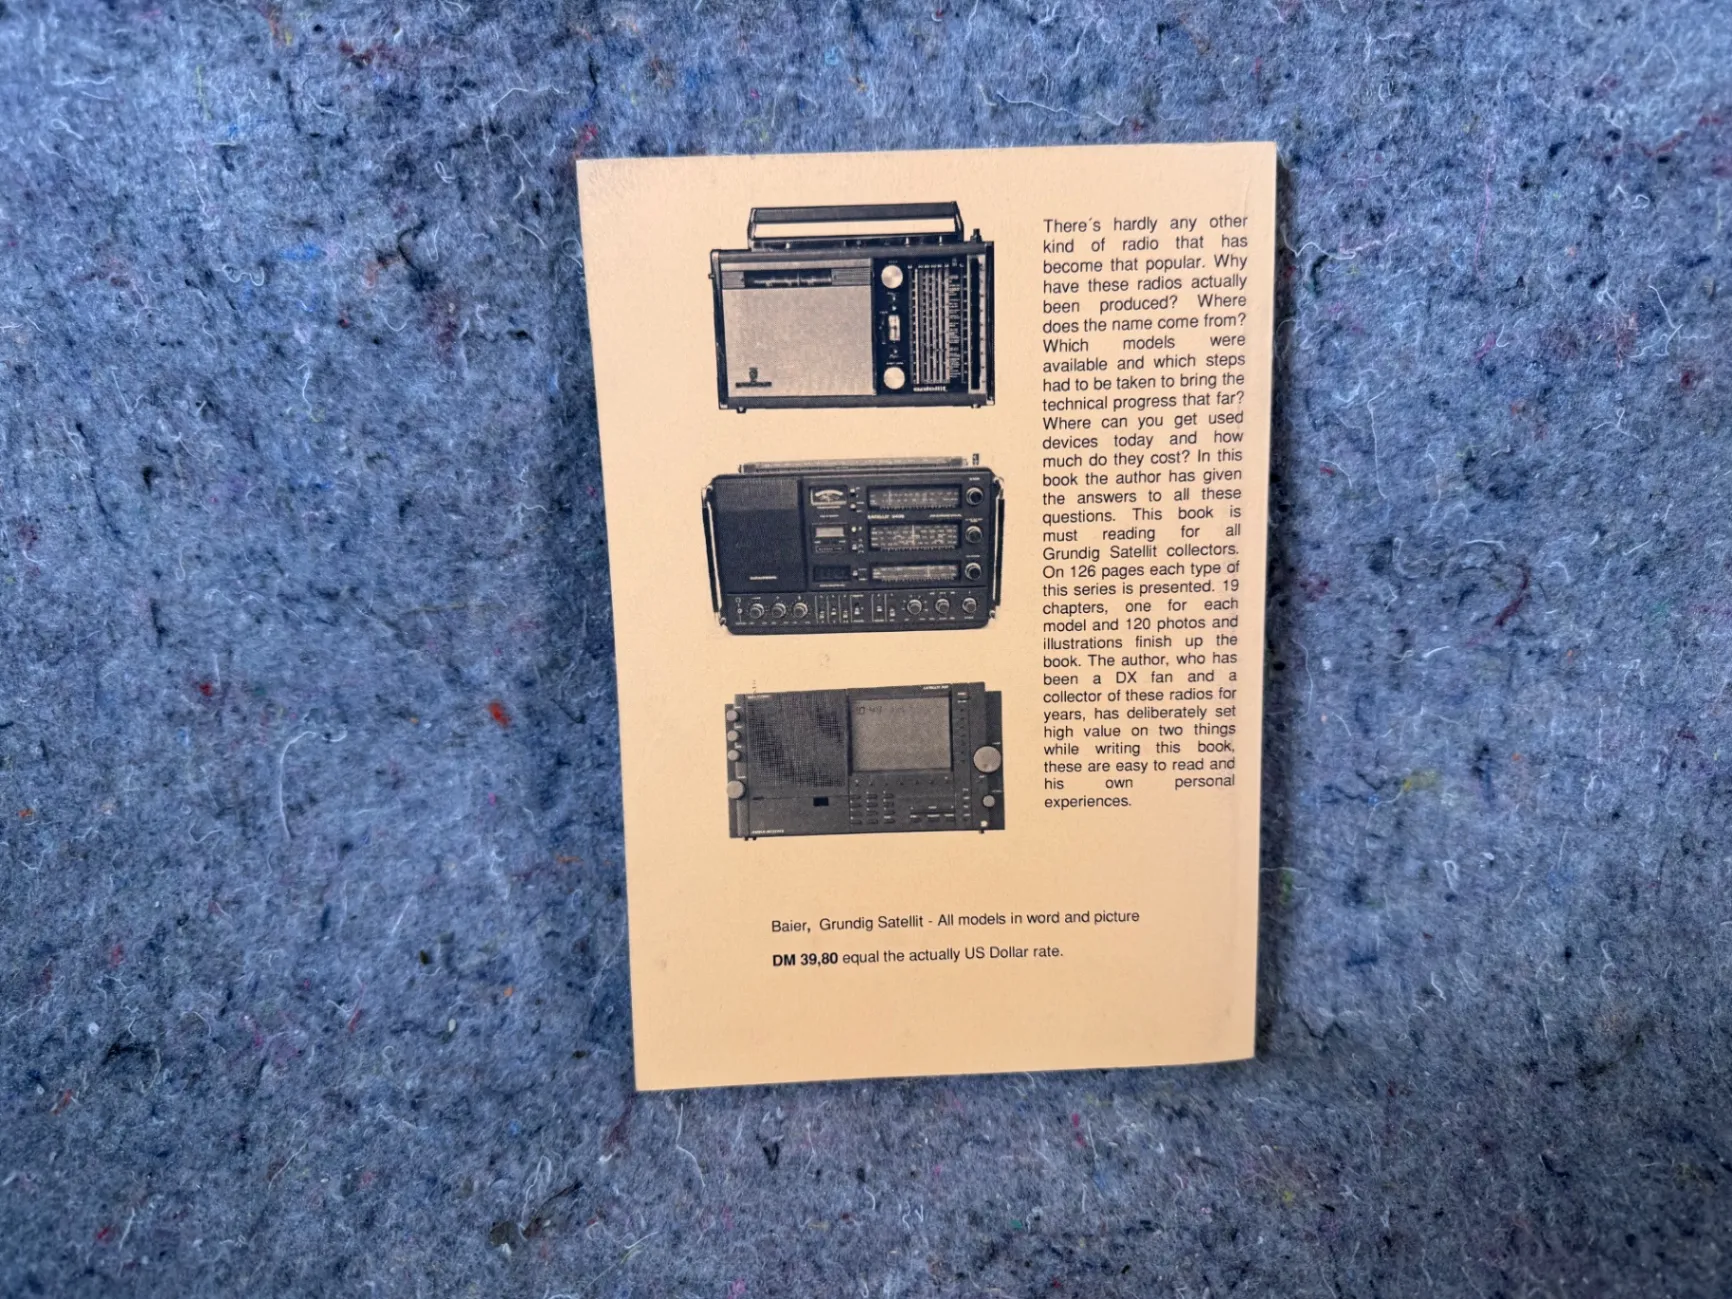 There´s hardly any other
kind of radio that has
become that popular. Why
have these radios actually
been produced? Where
does the name come from?
Which models were
available and which steps
had to be taken to bring the
technical progress that far?
Where can you get used
devices today and how
much do they cost? In this
book the author has given
the answers to all these
questions. This book is
must reading for all
Grundig Satellit collectors.
On 126 pages each type of
this series is presented. 19
chapters, one for each
model and 120 photos and
illustrations finish up the
book. The author, who has
been a DX fan and a
collector of these radios for
years, has deliberately set
high value on two things
while writing this book,
these are easy to read and
his own personal
experiences.
Baier, Grundig Satellit - All models in word and picture
DM 39,80 equal the actually US Dollar rate.